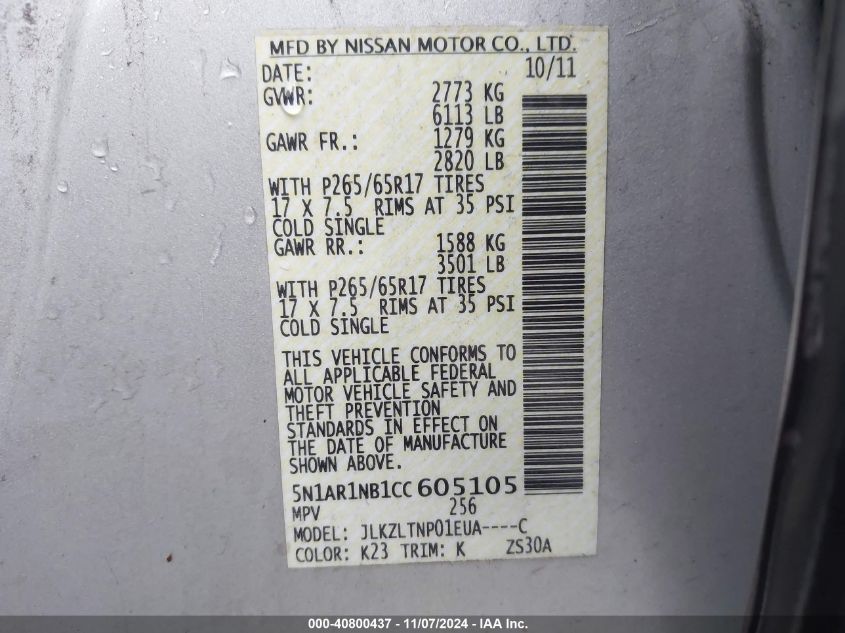 MFD BY NISSAN MOTOR CO., LTD.
DATE: 10/11
GVWR: 2773 KG
6113 LB
GAWR FR.: 1279 KG
2820 LB
WITH P265/65R17 TIRES
17 X 7.5 RIMS AT 35 PSI
COLD SINGLE
GAWR RR.: 1588 KG
3501 LB
WITH P265/65R17 TIRES
17 X 7.5 RIMS AT 35 PSI
COLD SINGLE
THIS VEHICLE CONFORMS TO
ALL APPLICABLE FEDERAL
MOTOR VEHICLE SAFETY AND
THEFT PREVENTION
STANDARDS IN EFFECT ON
THE DATE OF MANUFACTURE
SHOWN ABOVE.
5N1AR1NB1CC 605105
MPV 256
MODEL: JLKZLTNP01EUA----C
COLOR: K23 TRIM: K ZS30A
000-40800437 - 11/07/2024 - IAA Inc.